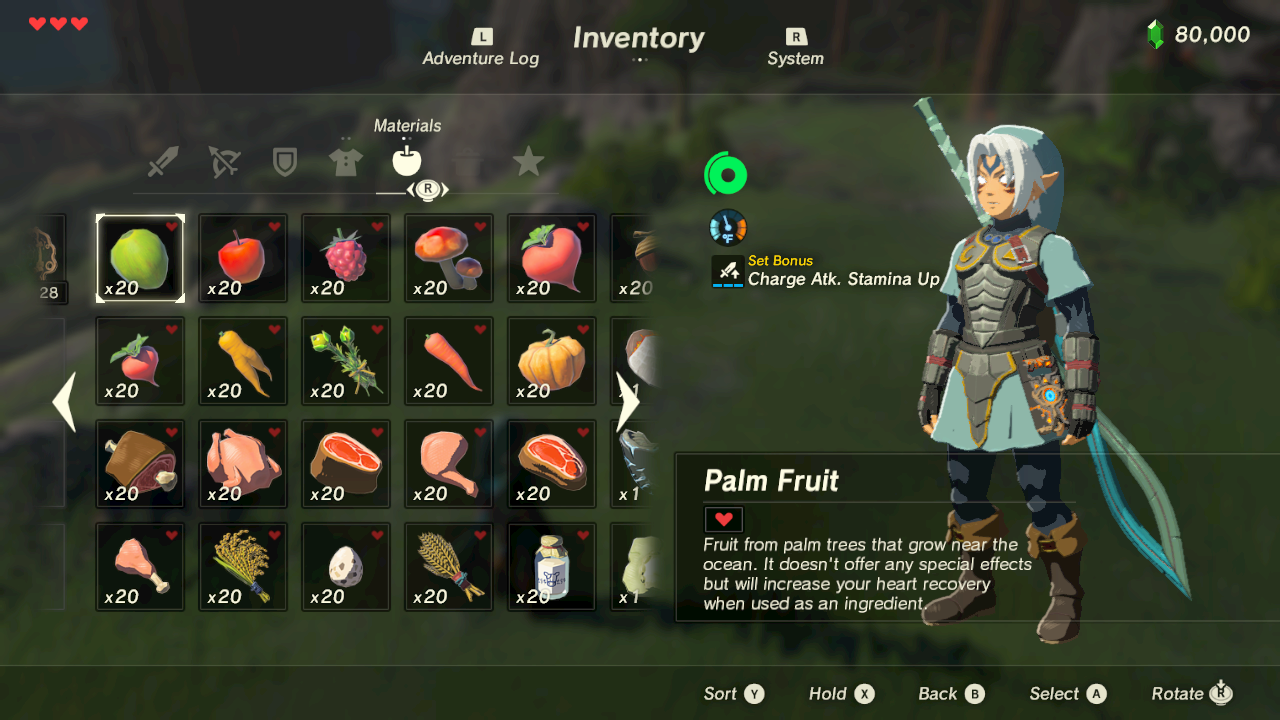 L
Adventure Log
Inventory
R
System
80,000
Materials
R
28
x20
x20
x20
x20
x20
x20
x20
x20
x20
x20
x20
1
x20
x20
x20
x20
x20
x1
x20
x20
x20
x20
x20
x1
°F
Set Bonus
Charge Atk. Stamina Up
Palm Fruit
Fruit from palm trees that grow near the
ocean. It doesn't offer any special effects
but will increase your heart recovery
when used as an ingredient.
Sort Y
Hold X
Back B
Select A
Rotate R